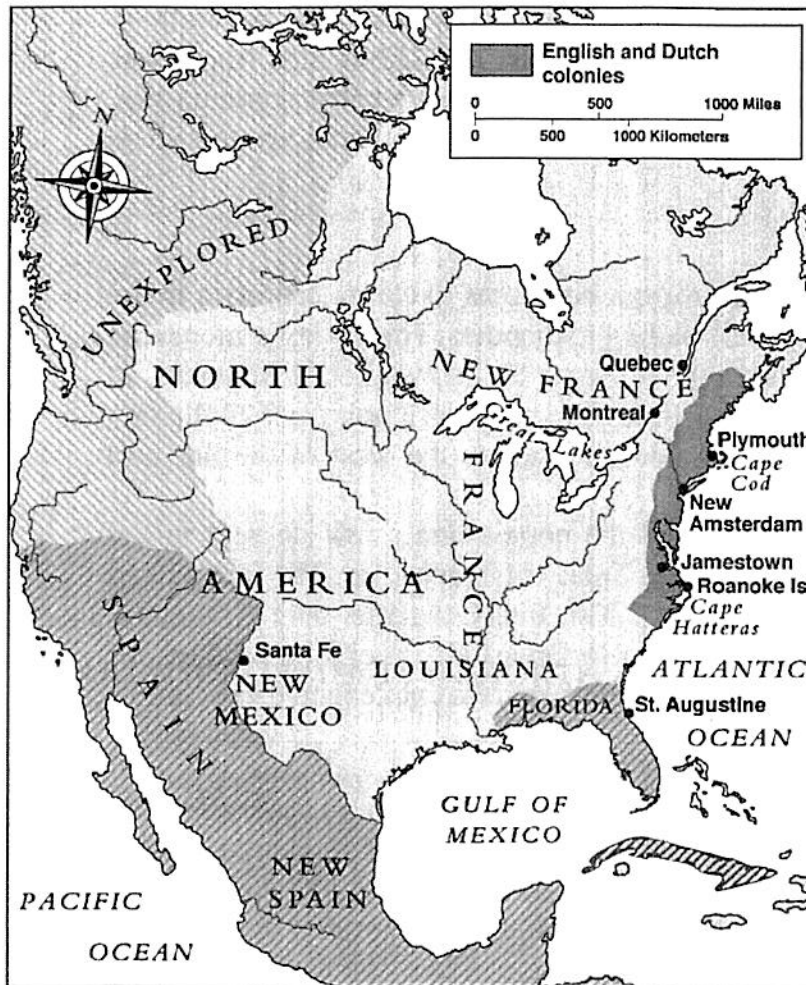 English and Dutch
colonies
0 500 1000 Miles
0 500 1000 Kilometers
N
UNEXPLORED
NORTH
NEW FRANCE
Quebec
Montreal
Great Lakes
Plymouth
Cape
Cod
FRANCE
New
Amsterdam
Jamestown
AMERICA
Roanoke Is
Cape
Hatteras
SPAIN
Santa Fe
NEW
MEXICO
LOUISIANA
ATLANTIC
OCEAN
FLORIDA
St. Augustine
GULF OF
MEXICO
NEW
SPAIN
PACIFIC
OCEAN